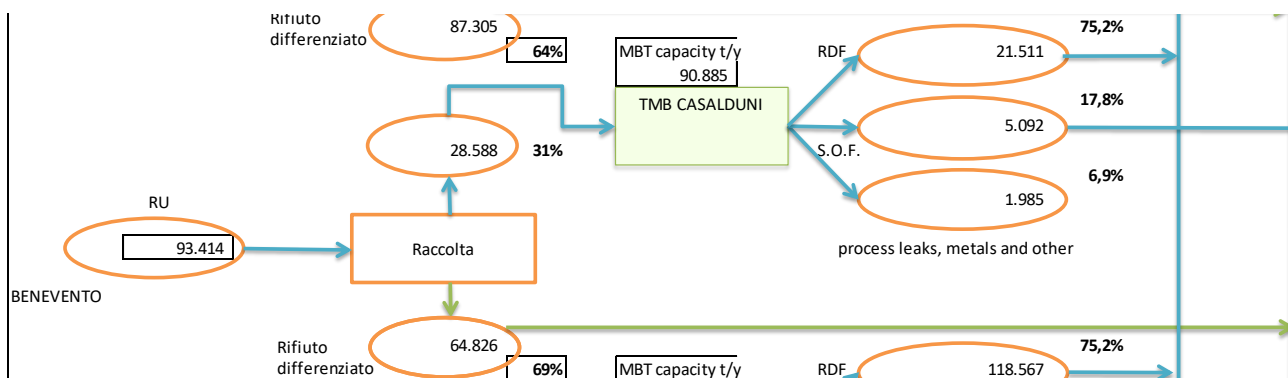 Rifiuto
differenziato
87.305
64%
MBT capacity t/y
90.885
RDF
21.511
75,2%
TMB CASALDUNI
17,8%
5.092
28.588
31%
S.O.F.
6,9%
1.985
RU
93.414
Raccolta
process leaks, metals and other
BENEVENTO
Rifiuto
differenziato
64.826
69%
MBT capacity t/y
RDF
118.567
75,2%